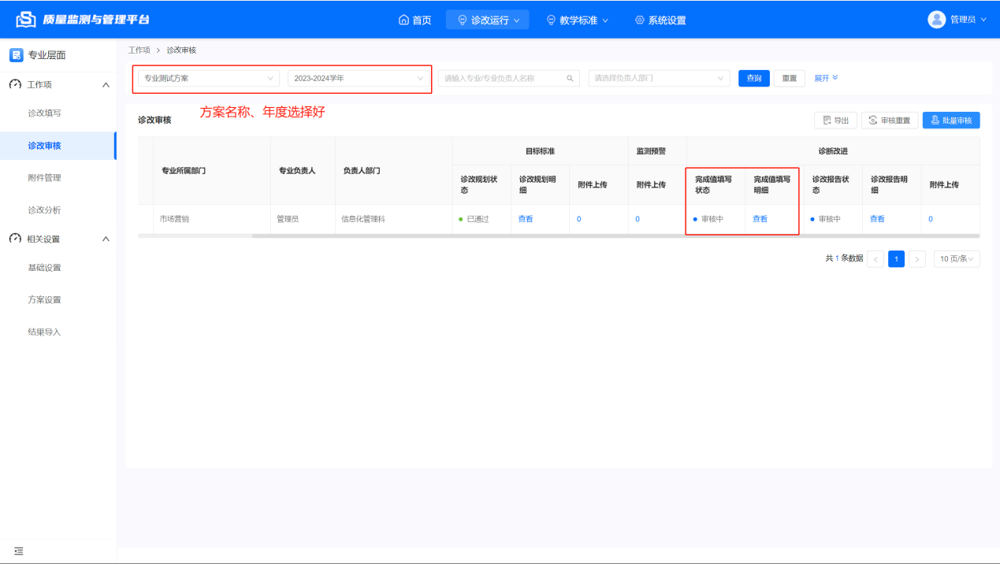 质量监测与管理平台
首页
诊改运行
教学标准
系统设置
管理员
专业层面
工作项
诊改填写
诊改审核
附件管理
诊改分析
相关设置
基础设置
方案设置
结果导入
工作项 > 诊改审核
专业测试方案
2023-2024学年
请输入专业/专业负责人名称
请选择负责人部门
查询
重置
展开
方案名称、年度选择好
诊改审核
导出
审核重置
批量审核
专业所属部门
专业负责人
负责人部门
目标标准
监测预警
诊断改进
诊改规划状
态
诊改规划明
细
附件上传
附件上传
完成值填写
状态
完成值填写
明细
诊改报告状
态
诊改报告明
细
附件上传
市场营销
管理员
信息化管理科
已通过
查看
0
0
审核中
查看
审核中
查看
0
共 1 条数据
<
1
>
10 页/条